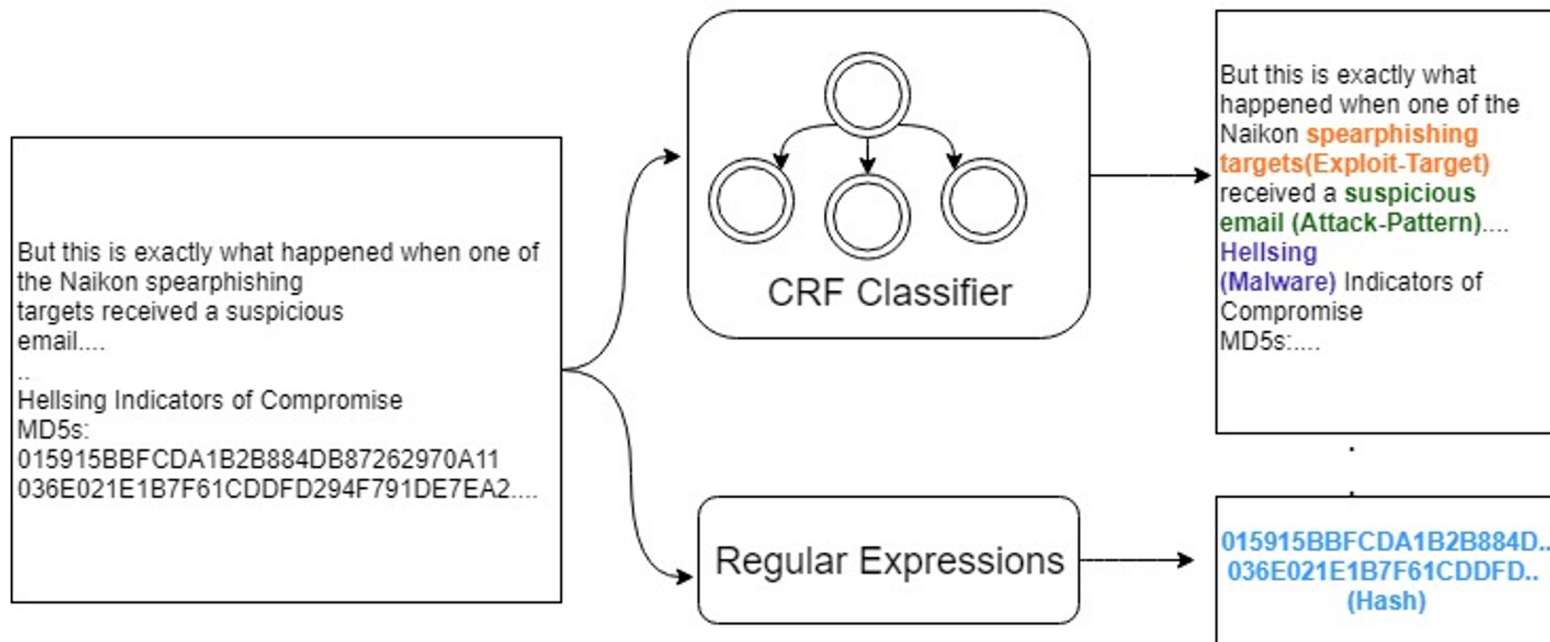 But this is exactly what happened when one of
the Naikon spearphishing
targets received a suspicious
email....
..
Hellsing Indicators of Compromise
MD5s:
015915BBFCDA1B2B884DB87262970A11
036E021E1B7F61CDDFD294F791DE7EA2....
CRF Classifier
Regular Expressions
But this is exactly what
happened when one of the
Naikon spearphishing
targets(Exploit-Target)
received a suspicious
email (Attack-Pattern)....
Hellsing
(Malware) Indicators of
Compromise
MD5s:....
015915BBFCDA1B2B884D..
036E021E1B7F61CDDFD..
(Hash)